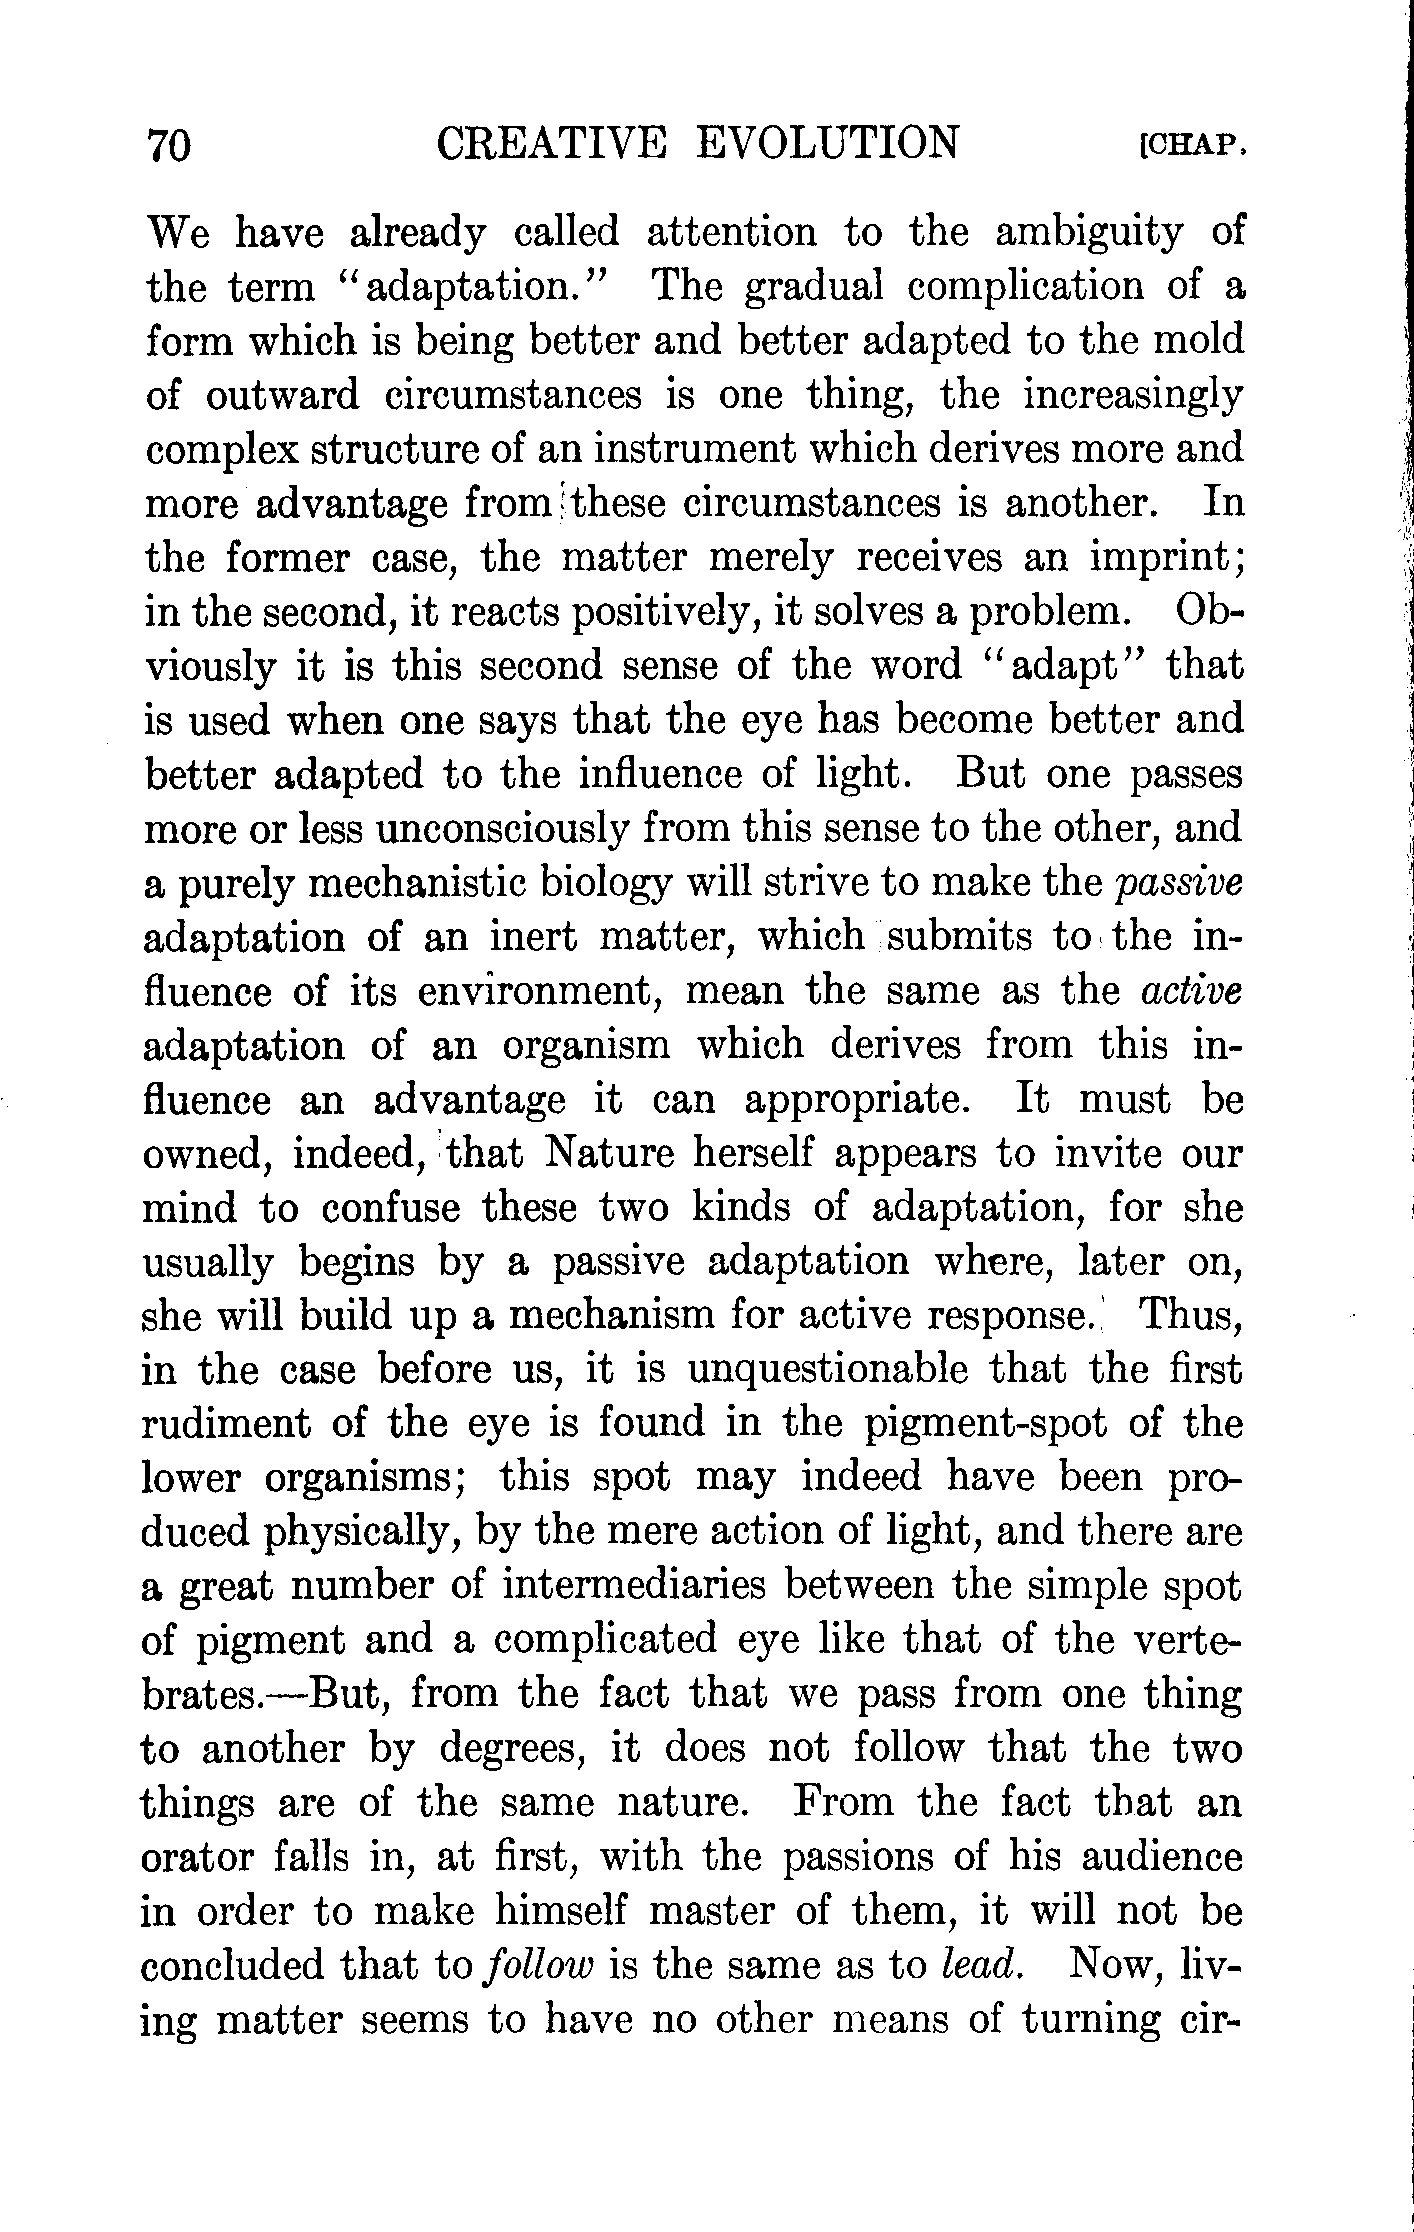 70 CREATIVE EVOLUTION [CHAP.
We have already called attention to the ambiguity of
the term "adaptation." The gradual complication of a
form which is being better and better adapted to the mold
of outward circumstances is one thing, the increasingly
complex structure of an instrument which derives more and
more advantage from these circumstances is another. In
the former case, the matter merely receives an imprint;
in the second, it reacts positively, it solves a problem. Ob-
viously it is this second sense of the word "adapt" that
is used when one says that the eye has become better and
better adapted to the influence of light. But one passes
more or less unconsciously from this sense to the other, and
a purely mechanistic biology will strive to make the passive
adaptation of an inert matter, which submits to the in-
fluence of its environment, mean the same as the active
adaptation of an organism which derives from this in-
fluence an advantage it can appropriate. It must be
owned, indeed, that Nature herself appears to invite our
mind to confuse these two kinds of adaptation, for she
usually begins by a passive adaptation where, later on,
she will build up a mechanism for active response. Thus,
in the case before us, it is unquestionable that the first
rudiment of the eye is found in the pigment-spot of the
lower organisms; this spot may indeed have been pro-
duced physically, by the mere action of light, and there are
a great number of intermediaries between the simple spot
of pigment and a complicated eye like that of the verte-
brates.—But, from the fact that we pass from one thing
to another by degrees, it does not follow that the two
things are of the same nature. From the fact that an
orator falls in, at first, with the passions of his audience
in order to make himself master of them, it will not be
concluded that to follow is the same as to lead. Now, liv-
ing matter seems to have no other means of turning cir-